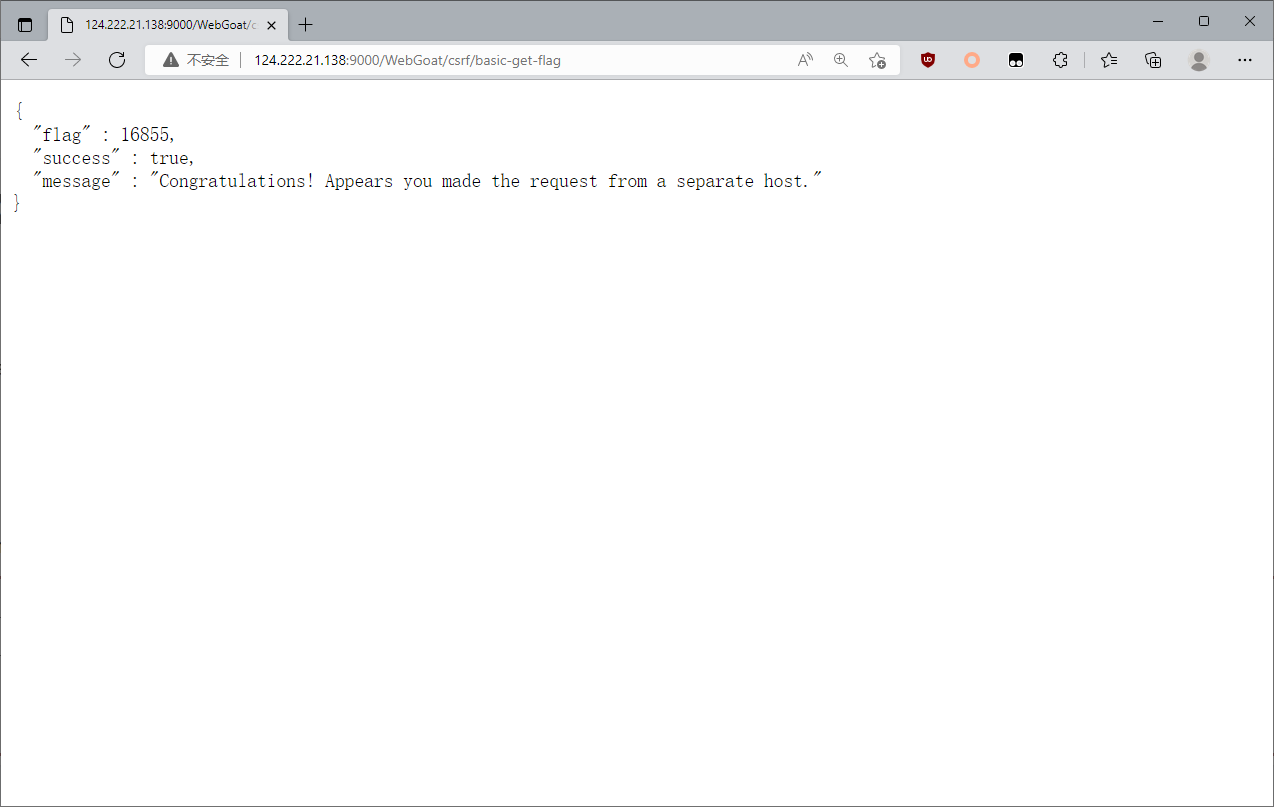 124.222.21.138:9000/WebGoat/c
不安全
124.222.21.138:9000/WebGoat/csrf/basic-get-flag
{
"flag" : 16855,
"success" : true,
"message" : "Congratulations! Appears you made the request from a separate host."
}